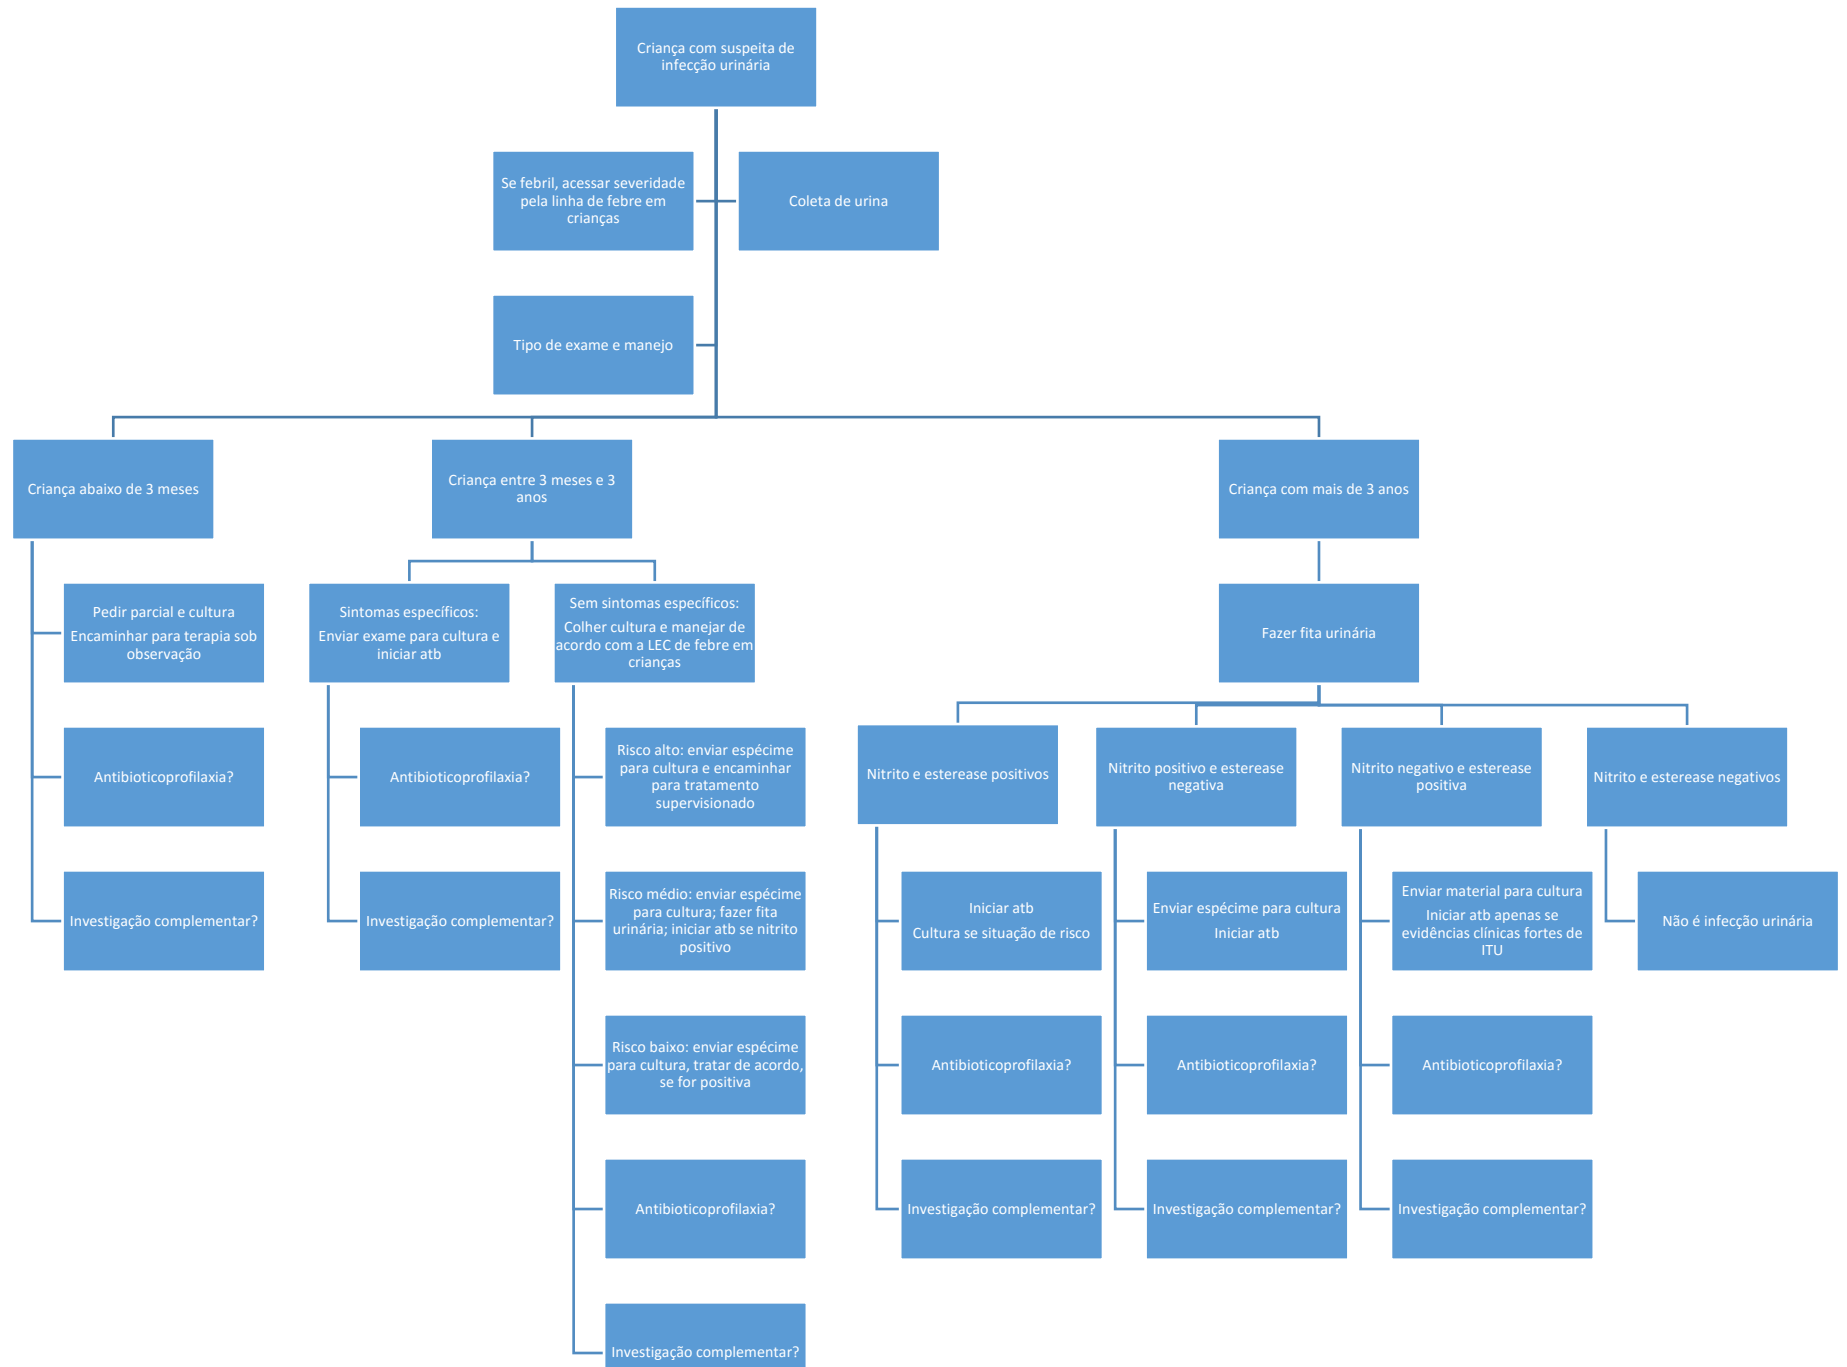 Criança com suspeita de
infecção urinária
Se febril, acessar severidade
pela linha de febre em
crianças
Coleta de urina
Tipo de exame e manejo
Criança abaixo de 3 meses
Criança entre 3 meses e 3
anos
Criança com mais de 3 anos
Pedir parcial e cultura
Encaminhar para terapia sob
observação
Sintomas específicos:
Enviar exame para cultura e
iniciar atb
Sem sintomas específicos:
Colher cultura e manejar de
acordo com a LEC de febre em
crianças
Fazer fita urinária
Antibioticoprofilaxia?
Antibioticoprofilaxia?
Risco alto: enviar espécime
para cultura e encaminhar
para tratamento
supervisionado
Nitrito e esterease positivos
Nitrito positivo e esterease
negativa
Nitrito negativo e esterease
positiva
Nitrito e esterease negativos
Investigação complementar?
Investigação complementar?
Risco médio: enviar espécime
para cultura; fazer fita
urinária; iniciar atb se nitrito
positivo
Iniciar atb
Cultura se situação de risco
Enviar espécime para cultura
Iniciar atb
Enviar material para cultura
Iniciar atb apenas se
evidências clínicas fortes de
ITU
Não é infecção urinária
Risco baixo: enviar espécime
para cultura, tratar de acordo,
se for positiva
Antibioticoprofilaxia?
Antibioticoprofilaxia?
Antibioticoprofilaxia?
Antibioticoprofilaxia?
Investigação complementar?
Investigação complementar?
Investigação complementar?
Investigação complementar?